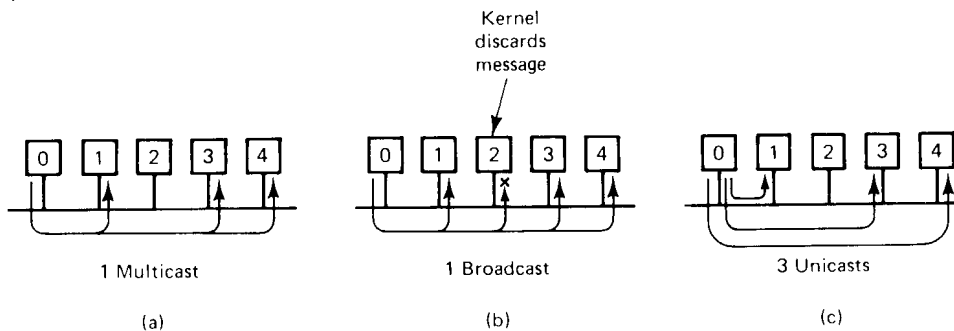 Kernel
discards
message
0 1 2 3 4
0 1 2 3 4
0 1 2 3 4
×
1 Multicast
1 Broadcast
3 Unicasts
(a)
(b)
(c)